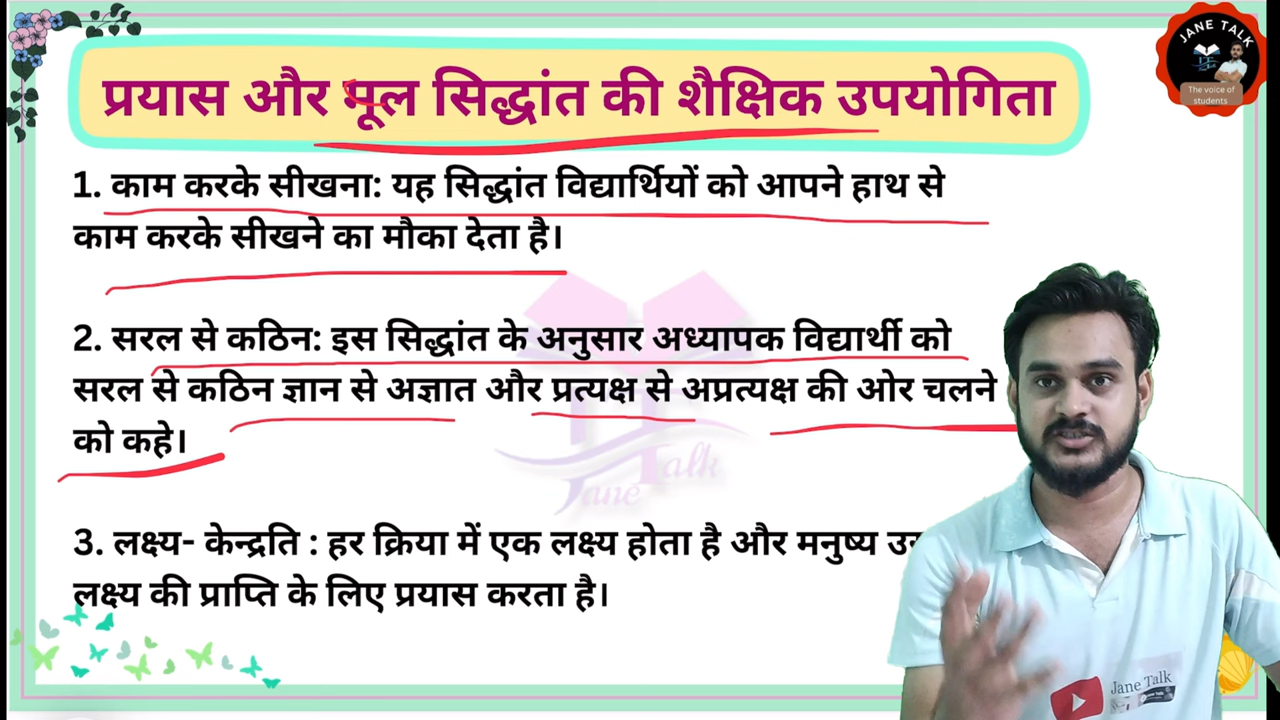 JANE TALK
The voice of
students
प्रयास और मूल सिद्धांत की शैक्षिक उपयोगिता
1. काम करके सीखना: यह सिद्धांत विद्यार्थियों को आपने हाथ से
काम करके सीखने का मौका देता है।
2. सरल से कठिन: इस सिद्धांत के अनुसार अध्यापक विद्यार्थी को
सरल से कठिन ज्ञान से अज्ञात और प्रत्यक्ष से अप्रत्यक्ष की ओर चलने
को कहे।
Jane Talk
3. लक्ष्य- केन्द्रति : हर क्रिया में एक लक्ष्य होता है और मनुष्य
लक्ष्य की प्राप्ति के लिए प्रयास करता है।
Jane Talk